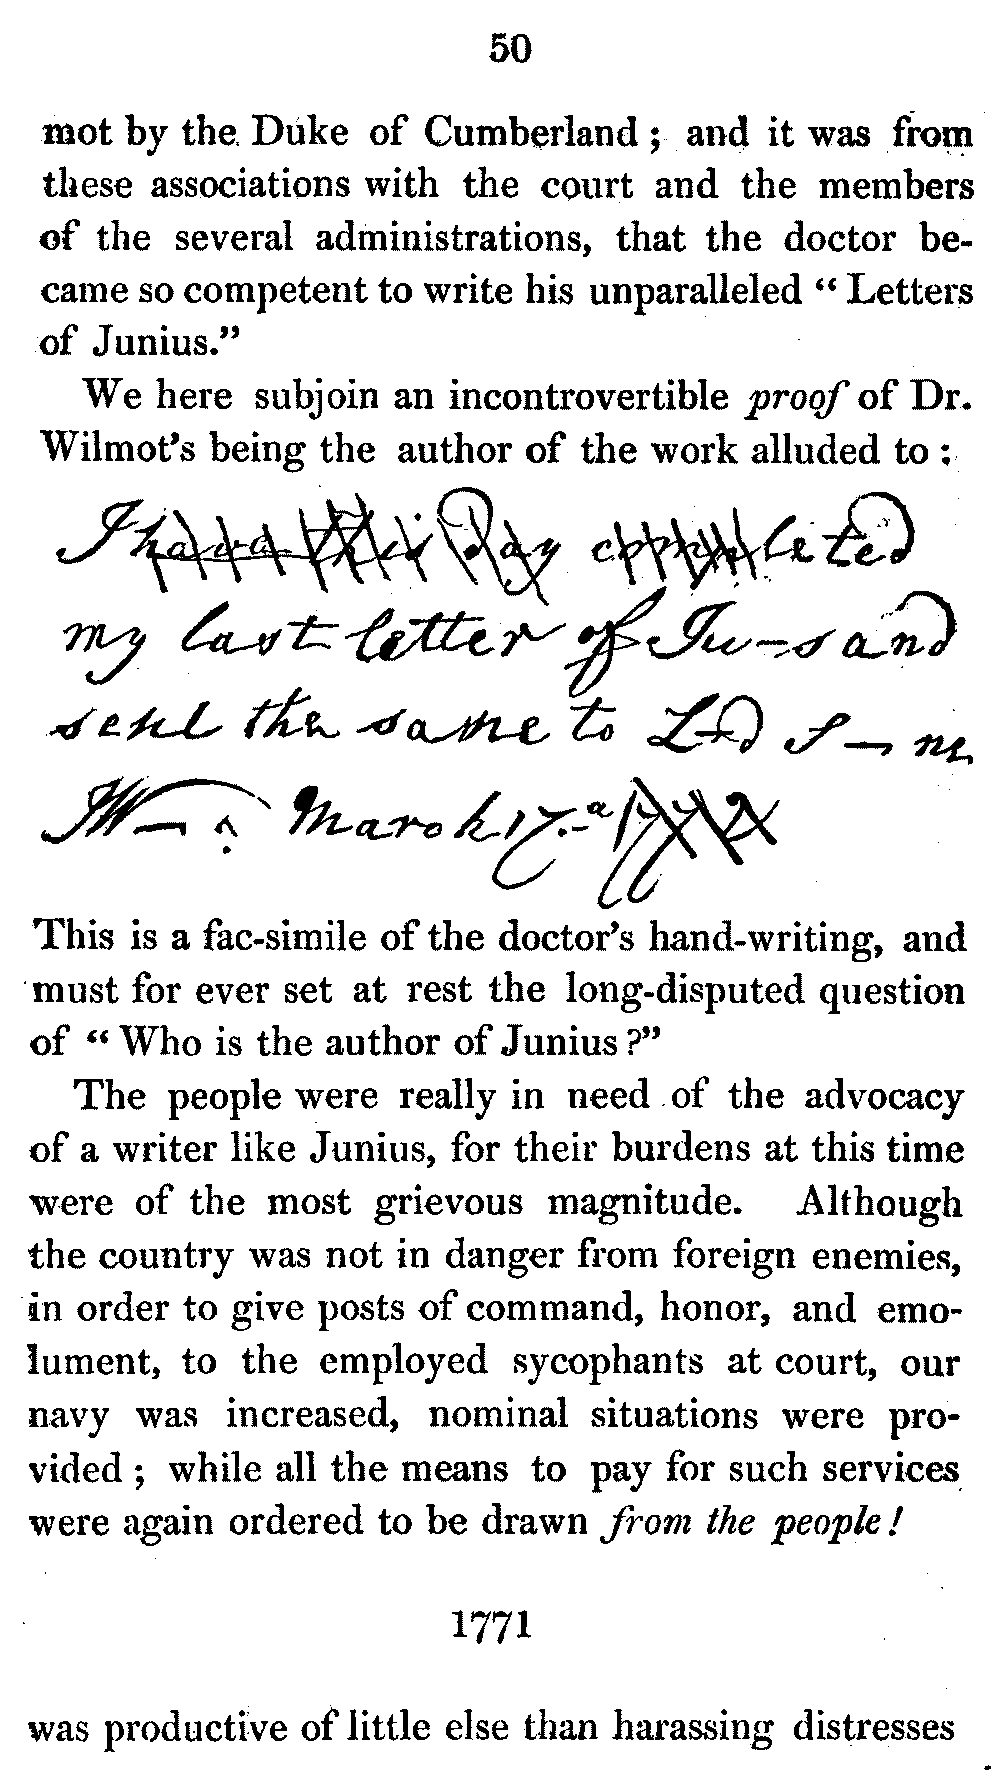 50
mot by the Duke of Cumberland; and it was from
these associations with the court and the members
of the several administrations, that the doctor be-
came so competent to write his unparalleled “Letters
of Junius.”
We here subjoin an incontrovertible proof of Dr.
Wilmot's being the author of the work alluded to:
I have this Day completed
my last letter of Ju—s and
send the same to L—d S— ne
JW— March 17
This is a fac-simile of the doctor's hand-writing, and
must for ever set at rest the long-disputed question
of “Who is the author of Junius?”
The people were really in need of the advocacy
of a writer like Junius, for their burdens at this time
were of the most grievous magnitude. Although
the country was not in danger from foreign enemies,
in order to give posts of command, honor, and emo-
lument, to the employed sycophants at court, our
navy was increased, nominal situations were pro-
vided; while all the means to pay for such services
were again ordered to be drawn from the people!
1771
was productive of little else than harassing distresses